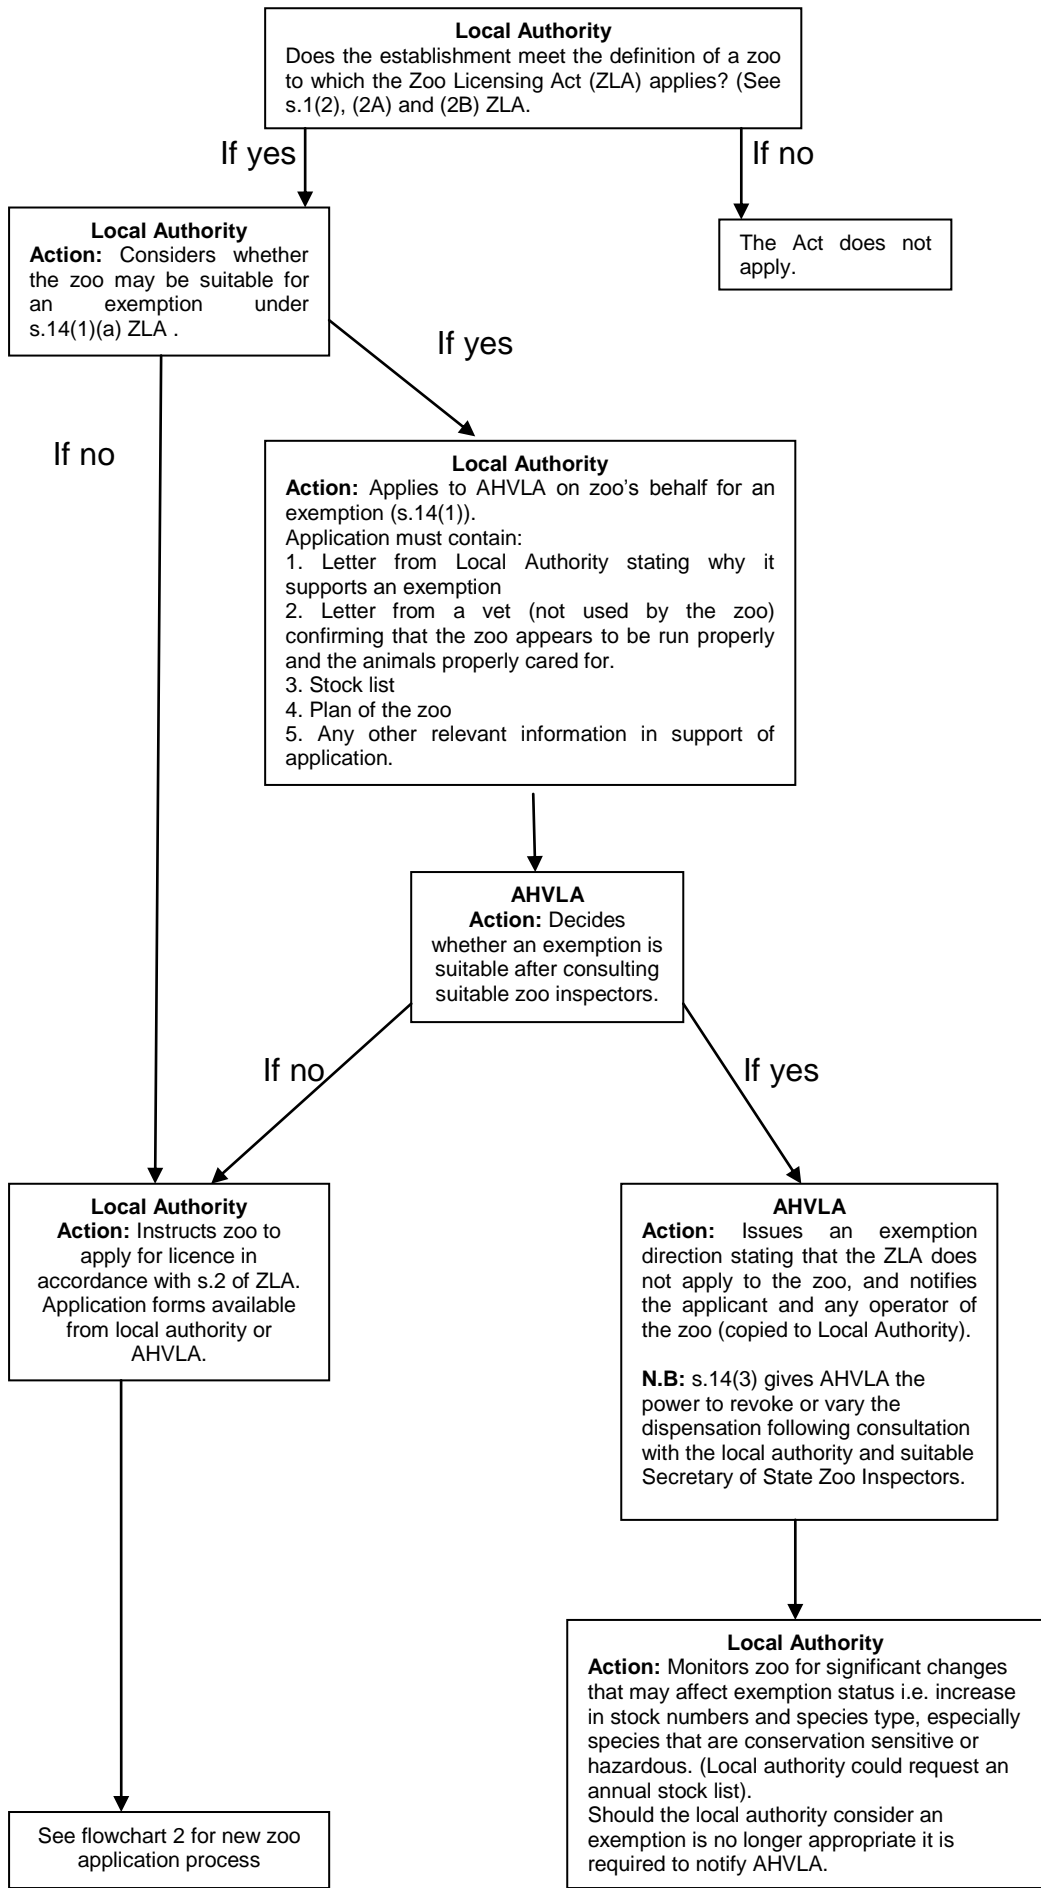 Local Authority
Does the establishment meet the definition of a zoo
to which the Zoo Licensing Act (ZLA) applies? (See
s.1(2), (2A) and (2B) ZLA.
If yes
If no
Local Authority
Action: Considers whether
the zoo may be suitable for
an exemption under
s.14(1)(a) ZLA .
The Act does not
apply.
If yes
If no
Local Authority
Action: Applies to AHVLA on zoo's behalf for an
exemption (s.14(1)).
Application must contain:
1. Letter from Local Authority stating why it
supports an exemption
2. Letter from a vet (not used by the zoo)
confirming that the zoo appears to be run properly
and the animals properly cared for.
3. Stock list
4. Plan of the zoo
5. Any other relevant information in support of
application.
AHVLA
Action: Decides
whether an exemption is
suitable after consulting
suitable zoo inspectors.
If no
If yes
Local Authority
Action: Instructs zoo to
apply for licence in
accordance with s.2 of ZLA.
Application forms available
from local authority or
AHVLA.
AHVLA
Action: Issues an exemption
direction stating that the ZLA does
not apply to the zoo, and notifies
the applicant and any operator of
the zoo (copied to Local Authority).
N.B: s.14(3) gives AHVLA the
power to revoke or vary the
dispensation following consultation
with the local authority and suitable
Secretary of State Zoo Inspectors.
Local Authority
Action: Monitors zoo for significant changes
that may affect exemption status i.e. increase
in stock numbers and species type, especially
species that are conservation sensitive or
hazardous. (Local authority could request an
annual stock list).
Should the local authority consider an
exemption is no longer appropriate it is
required to notify AHVLA.
See flowchart 2 for new zoo
application process